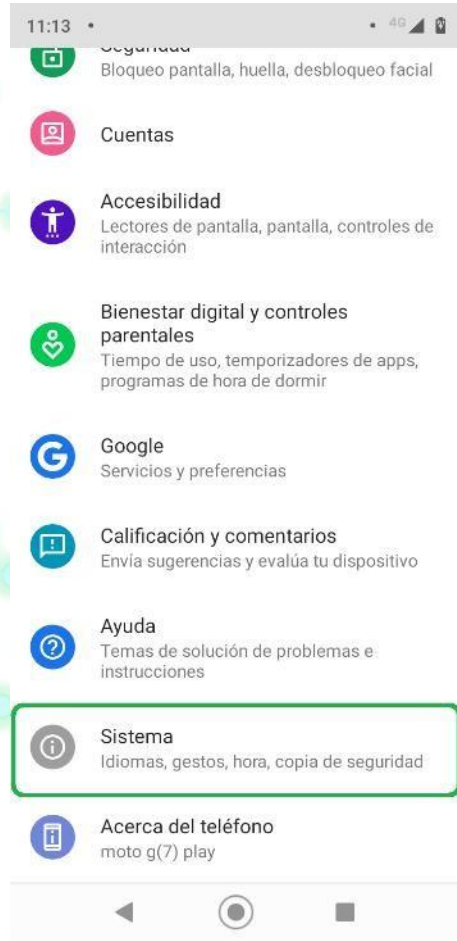 11:13
4G
Seguridad
Bloqueo pantalla, huella, desbloqueo facial
Cuentas
Accesibilidad
Lectores de pantalla, pantalla, controles de
interacción
Bienestar digital y controles
parentales
Tiempo de uso, temporizadores de apps,
programas de hora de dormir
Google
Servicios y preferencias
Calificación y comentarios
Envía sugerencias y evalúa tu dispositivo
Ayuda
Temas de solución de problemas e
instrucciones
Sistema
Idiomas, gestos, hora, copia de seguridad
Acerca del teléfono
moto g(7) play